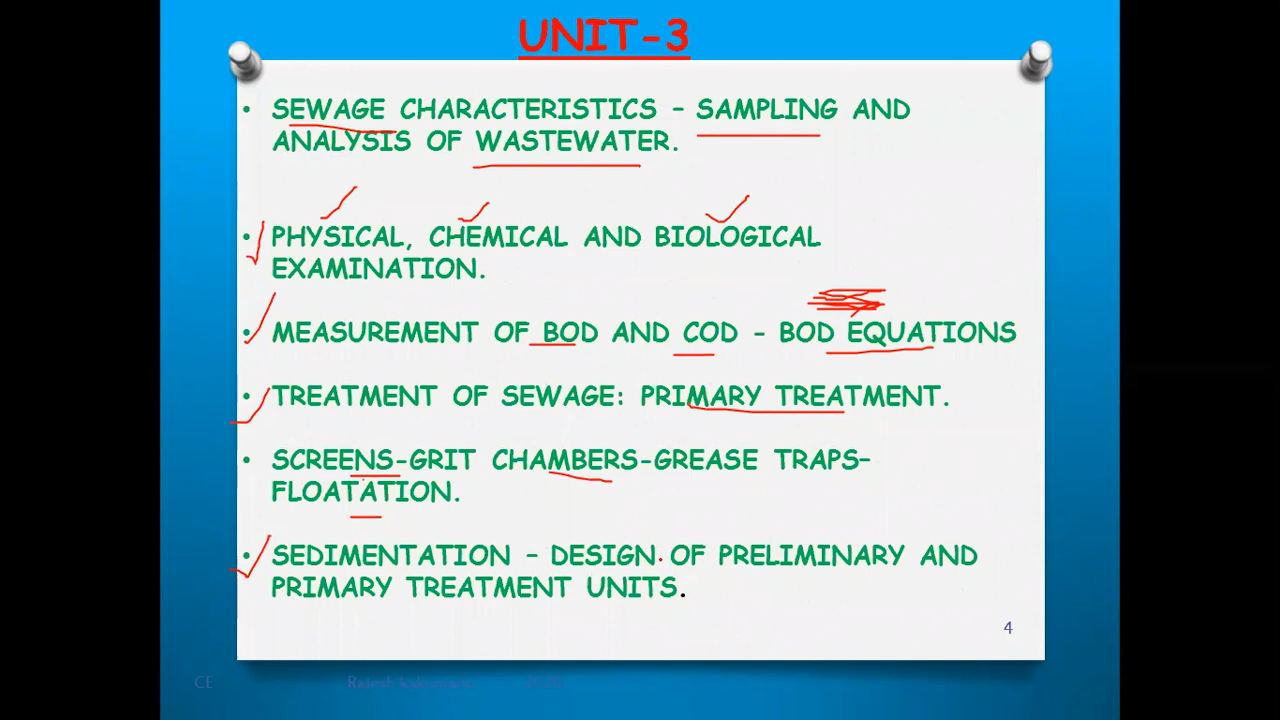 UNIT-3
• SEWAGE CHARACTERISTICS – SAMPLING AND
ANALYSIS OF WASTEWATER.
• PHYSICAL, CHEMICAL AND BIOLOGICAL
EXAMINATION.
• MEASUREMENT OF BOD AND COD – BOD EQUATIONS
• TREATMENT OF SEWAGE: PRIMARY TREATMENT.
• SCREENS-GRIT CHAMBERS-GREASE TRAPS–
FLOATATION.
• SEDIMENTATION – DESIGN OF PRELIMINARY AND
PRIMARY TREATMENT UNITS.
4
CE